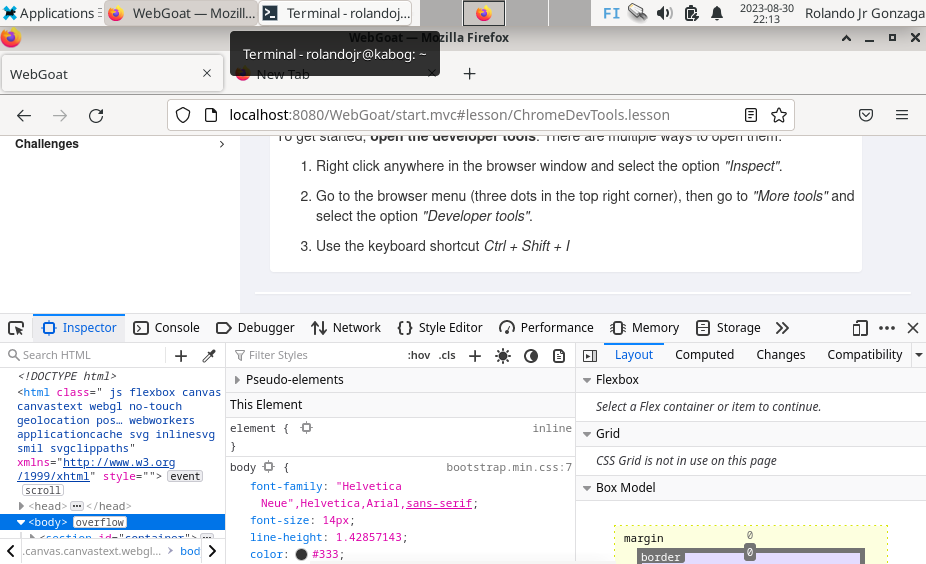 Applications
WebGoat — Mozill...
Terminal - rolandoj...
FI
2023-08-30
22:13
Rolando Jr Gonzaga
WebGoat — Mozilla Firefox
Terminal - rolandojr@kabog: ~
WebGoat
New Tab
localhost:8080/WebGoat/start.mvc#lesson/ChromeDevTools.lesson
Challenges
To get started, open the developer tools. There are multiple ways to open them:
1. Right click anywhere in the browser window and select the option "Inspect".
2. Go to the browser menu (three dots in the top right corner), then go to "More tools" and
select the option "Developer tools".
3. Use the keyboard shortcut Ctrl + Shift + I
Inspector
Console
Debugger
Network
Style Editor
Performance
Memory
Storage
Search HTML
Filter Styles
:hov .cls
Layout
Computed
Changes
Compatibility
<!DOCTYPE html>
<html class=" js flexbox canvas
canvastext webgl no-touch
geolocation pos… webworkers
applicationcache svg inlinesvg
smil svgclippaths"
xmlns="http://www.w3.org
/1999/xhtml" style=""> event
scroll
<head> ••• </head>
<body> overflow
<section id="container">
.canvas.canvastext.webgl...
bod
Pseudo-elements
This Element
element {
inline
}
body {
bootstrap.min.css:7
font-family: "Helvetica
Neue",Helvetica,Arial,sans-serif;
font-size: 14px;
line-height: 1.42857143;
color: #333;
Flexbox
Select a Flex container or item to continue.
Grid
CSS Grid is not in use on this page
Box Model
margin
0
border
0